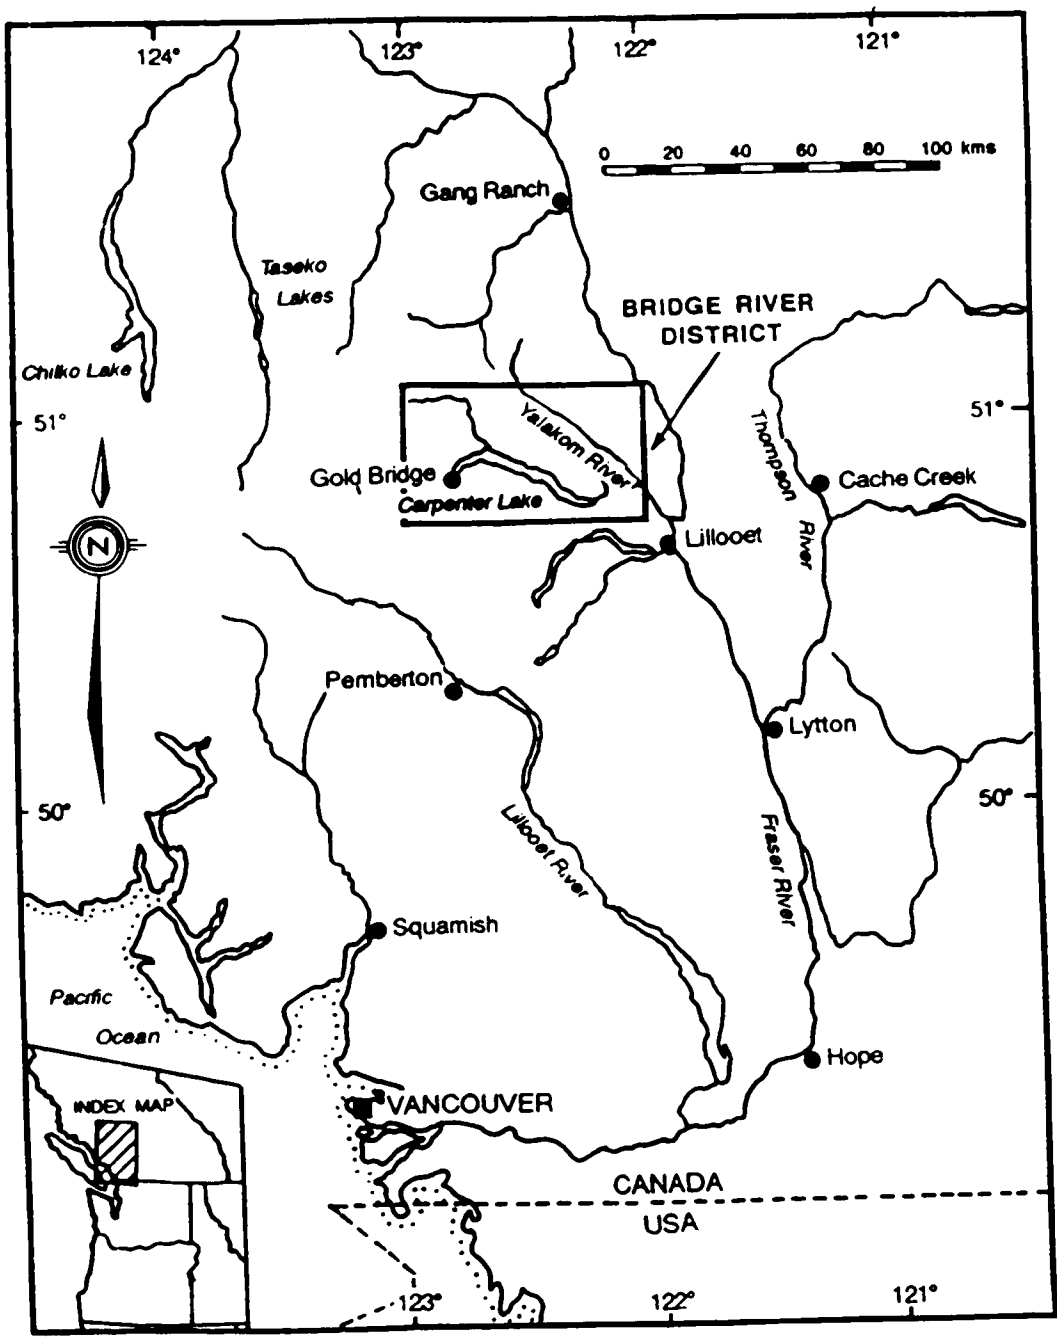 124° 123° 122° 121°
0 20 40 60 80 100 kms
Gang Ranch
Taseko
Lakes
BRIDGE RIVER
DISTRICT
Chilko Lake
51° 51°
Yalakom River
Thompson
River
Gold Bridge
Carpenter Lake
Cache Creek
N
Lillooet
Pemberton
Lytton
50° 50°
Lillooet River
Fraser River
Squamish
Pacific
Ocean
Hope
INDEX MAP
VANCOUVER
CANADA
USA
123° 122° 121°